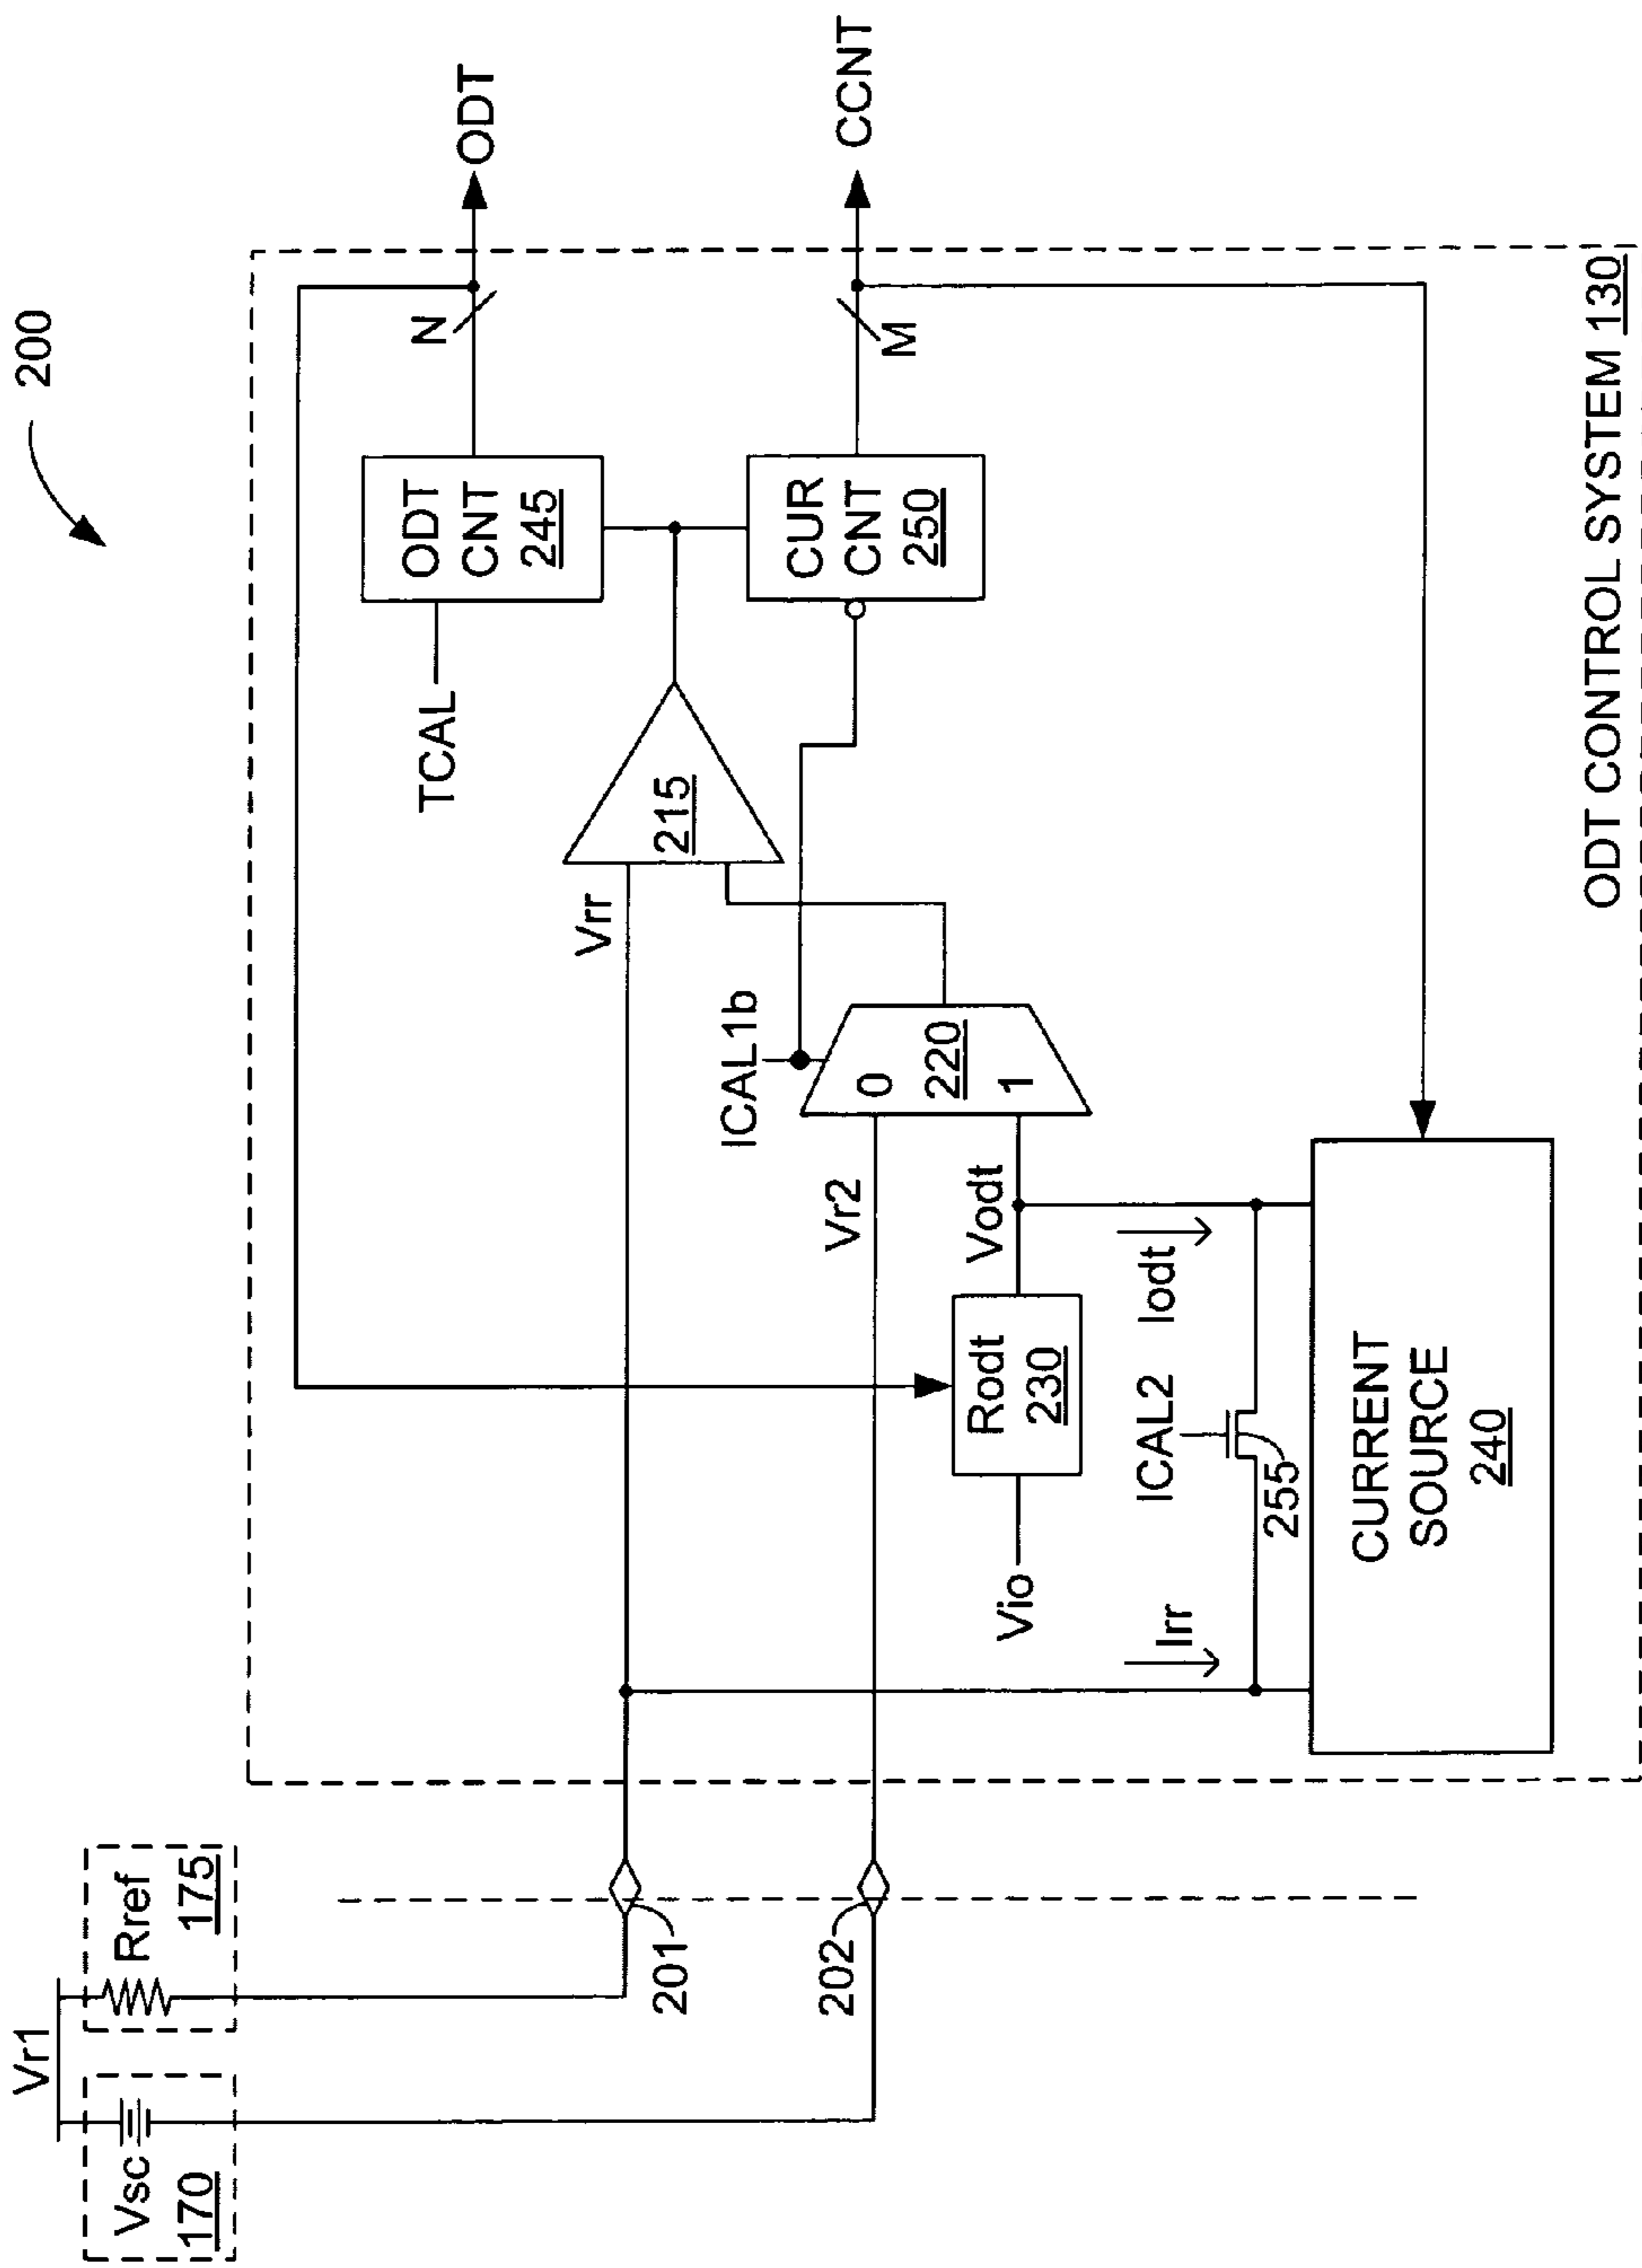 200
Vr1
Vsc
170
Rref
175
201
202
Vrr
Vr2
Vio
Rodt
230
Vodt
Irr
Iodt
ICAL2
255
CURRENT
SOURCE
240
ICAL1b
0
220
1
215
TCAL
ODT
CNT
245
CUR
CNT
250
N
M
ODT
CCNT
ODT CONTROL SYSTEM 130